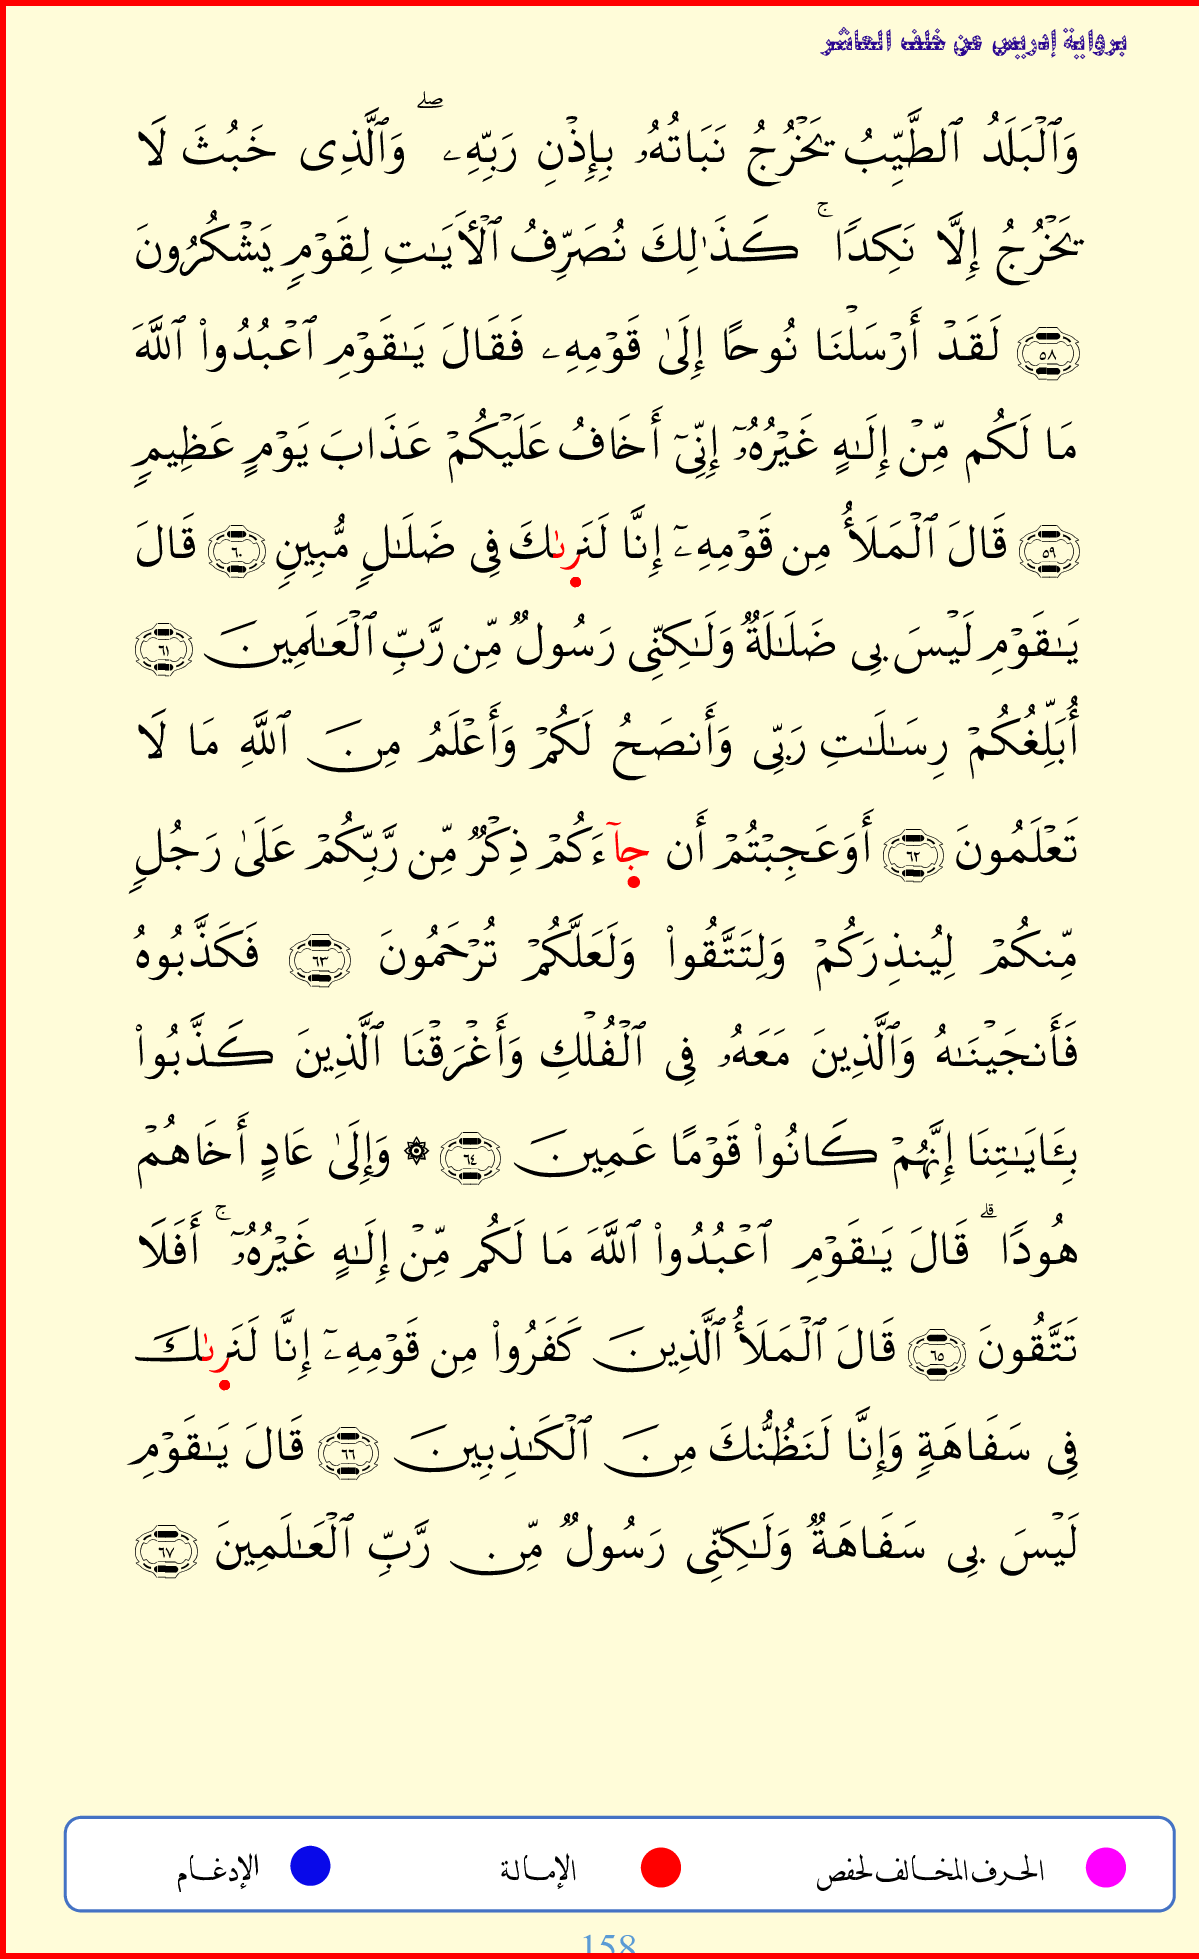 برواية إدريس عن خلف العاشر
وَٱلْبَلَدُ ٱلطَّيِّبُ يَخْرُجُ نَبَاتُهُۥ بِإِذْنِ رَبِّهِۦ ۖ وَٱلَّذِى خَبُثَ لَا
يَخْرُجُ إِلَّا نَكِدًا ۚ كَذَٰلِكَ نُصَرِّفُ ٱلْأَيَـٰتِ لِقَوْمٍ يَشْكُرُونَ
٥٨ لَقَدْ أَرْسَلْنَا نُوحًا إِلَىٰ قَوْمِهِۦ فَقَالَ يَـٰقَوْمِ ٱعْبُدُوا۟ ٱللَّهَ
مَا لَكُم مِّنْ إِلَـٰهٍ غَيْرُهُۥٓ إِنِّىٓ أَخَافُ عَلَيْكُمْ عَذَابَ يَوْمٍ عَظِيمٍ
٥٩ قَالَ ٱلْمَلَأُ مِن قَوْمِهِۦٓ إِنَّا لَنَرىٰكَ فِى ضَلَـٰلٍ مُّبِينٍ ٦٠ قَالَ
يَـٰقَوْمِ لَيْسَ بِى ضَلَـٰلَةٌ وَلَـٰكِنِّى رَسُولٌ مِّن رَّبِّ ٱلْعَـٰلَمِينَ ٦١
أُبَلِّغُكُمْ رِسَـٰلَـٰتِ رَبِّى وَأَنصَحُ لَكُمْ وَأَعْلَمُ مِنَ ٱللَّهِ مَا لَا
تَعْلَمُونَ ٦٢ أَوَعَجِبْتُمْ أَن جآءَكُمْ ذِكْرٌ مِّن رَّبِّكُمْ عَلَىٰ رَجُلٍ
مِّنكُمْ لِيُنذِرَكُمْ وَلِتَتَّقُوا۟ وَلَعَلَّكُمْ تُرْحَمُونَ ٦٣ فَكَذَّبُوهُ
فَأَنجَيْنَـٰهُ وَٱلَّذِينَ مَعَهُۥ فِى ٱلْفُلْكِ وَأَغْرَقْنَا ٱلَّذِينَ كَذَّبُوا۟
بِـَٔايَـٰتِنَا إِنَّهُمْ كَانُوا۟ قَوْمًا عَمِينَ ٦٤ ۞ وَإِلَىٰ عَادٍ أَخَاهُمْ
هُودًا ۗ قَالَ يَـٰقَوْمِ ٱعْبُدُوا۟ ٱللَّهَ مَا لَكُم مِّنْ إِلَـٰهٍ غَيْرُهُۥٓ ۚ أَفَلَا
تَتَّقُونَ ٦٥ قَالَ ٱلْمَلَأُ ٱلَّذِينَ كَفَرُوا۟ مِن قَوْمِهِۦٓ إِنَّا لَنَرىٰكَ
فِى سَفَاهَةٍ وَإِنَّا لَنَظُنُّكَ مِنَ ٱلْكَـٰذِبِينَ ٦٦ قَالَ يَـٰقَوْمِ
لَيْسَ بِى سَفَاهَةٌ وَلَـٰكِنِّى رَسُولٌ مِّن رَّبِّ ٱلْعَـٰلَمِينَ ٦٧
الحرف المخالف لحفص الإمالة الإدغام
158